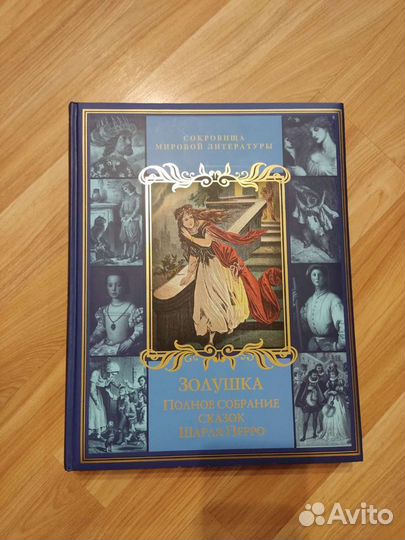 СОКРОВИЩА
МИРОВОЙ ЛИТЕРАТУРЫ
ЗОЛУШКА
ПОЛНОЕ СОБРАНИЕ
СКАЗОК
ШАРЛЯ ПЕРРО
Avito